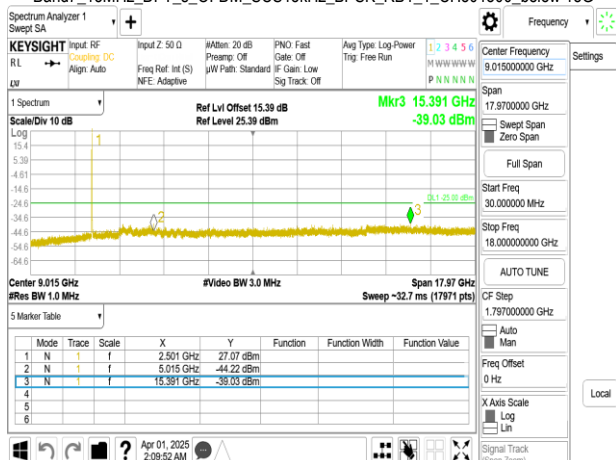 Spectrum Analyzer 1
Swept SA
Frequency
KEYSIGHT
Input: RF
RL
Coupling: DC
Align: Auto
LXI
Input Z: 50 Ω
Freq Ref: Int (S)
NFE: Adaptive
#Atten: 20 dB
Preamp: Off
µW Path: Standard
PNO: Fast
Gate: Off
IF Gain: Low
Sig Track: Off
Avg Type: Log-Power
Trig: Free Run
1 2 3 4 5 6
M W W W W W
P N N N N N
1 Spectrum
Scale/Div 10 dB
Ref Lvl Offset 15.39 dB
Ref Level 25.39 dBm
Mkr3 15.391 GHz
-39.03 dBm
Log
15.4
5.39
-4.61
-14.6
-24.6
-34.6
-44.6
-54.6
-64.6
1
2
3
DL1 -25.00 dBm
Center 9.015 GHz
#Res BW 1.0 MHz
#Video BW 3.0 MHz
Span 17.97 GHz
Sweep ~32.7 ms (17971 pts)
5 Marker Table
Mode Trace Scale X Y Function Function Width Function Value
1 N 1 f 2.501 GHz 27.07 dBm
2 N 1 f 5.015 GHz -44.22 dBm
3 N 1 f 15.391 GHz -39.03 dBm
4
5
6
Apr 01, 2025
2:09:52 AM
Center Frequency
9.015000000 GHz
Span
17.9700000 GHz
Swept Span
Zero Span
Full Span
Start Freq
30.000000 MHz
Stop Freq
18.000000000 GHz
AUTO TUNE
CF Step
1.797000000 GHz
Auto
Man
Freq Offset
0 Hz
X Axis Scale
Log
Lin
Signal Track
(Span Zoom)
Settings
Local